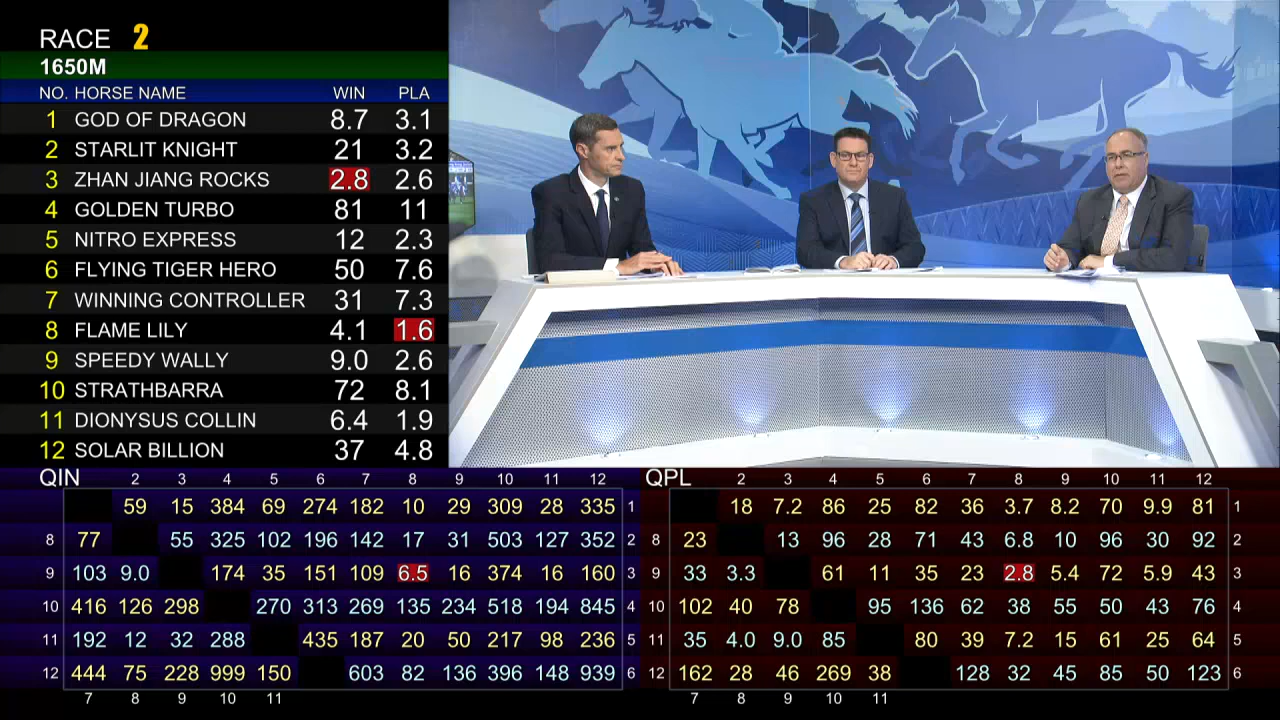 RACE 2
1650M
NO. HORSE NAME WIN PLA
1 GOD OF DRAGON 8.7 3.1
2 STARLIT KNIGHT 21 3.2
3 ZHAN JIANG ROCKS 2.8 2.6
4 GOLDEN TURBO 81 11
5 NITRO EXPRESS 12 2.3
6 FLYING TIGER HERO 50 7.6
7 WINNING CONTROLLER 31 7.3
8 FLAME LILY 4.1 1.6
9 SPEEDY WALLY 9.0 2.6
10 STRATHBARRA 72 8.1
11 DIONYSUS COLLIN 6.4 1.9
12 SOLAR BILLION 37 4.8
QIN 2 3 4 5 6 7 8 9 10 11 12
59 15 384 69 274 182 10 29 309 28 335 1
8 77 55 325 102 196 142 17 31 503 127 352 2
9 103 9.0 174 35 151 109 6.5 16 374 16 160 3
10 416 126 298 270 313 269 135 234 518 194 845 4
11 192 12 32 288 435 187 20 50 217 98 236 5
12 444 75 228 999 150 603 82 136 396 148 939 6
7 8 9 10 11
QPL 2 3 4 5 6 7 8 9 10 11 12
18 7.2 86 25 82 36 3.7 8.2 70 9.9 81 1
8 23 13 96 28 71 43 6.8 10 96 30 92 2
9 33 3.3 61 11 35 23 2.8 5.4 72 5.9 43 3
10 102 40 78 95 136 62 38 55 50 43 76 4
11 35 4.0 9.0 85 80 39 7.2 15 61 25 64 5
12 162 28 46 269 38 128 32 45 85 50 123 6
7 8 9 10 11